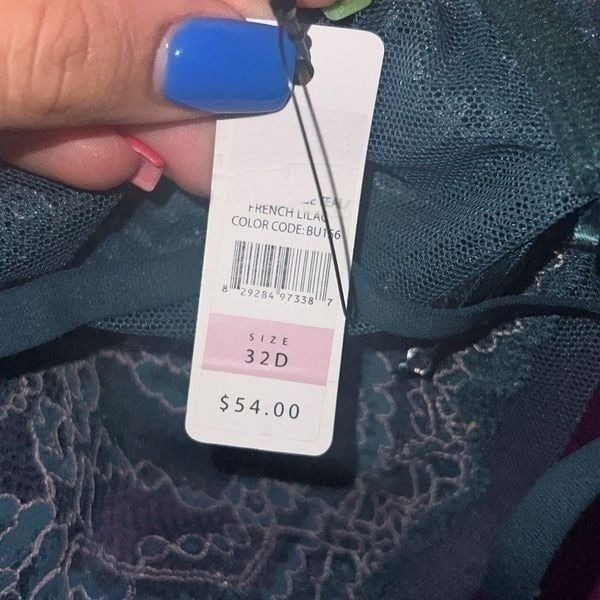 FRENCH LILAC
COLOR CODE: BU156
8 29284 97338 7
SIZE
32D
$54.00